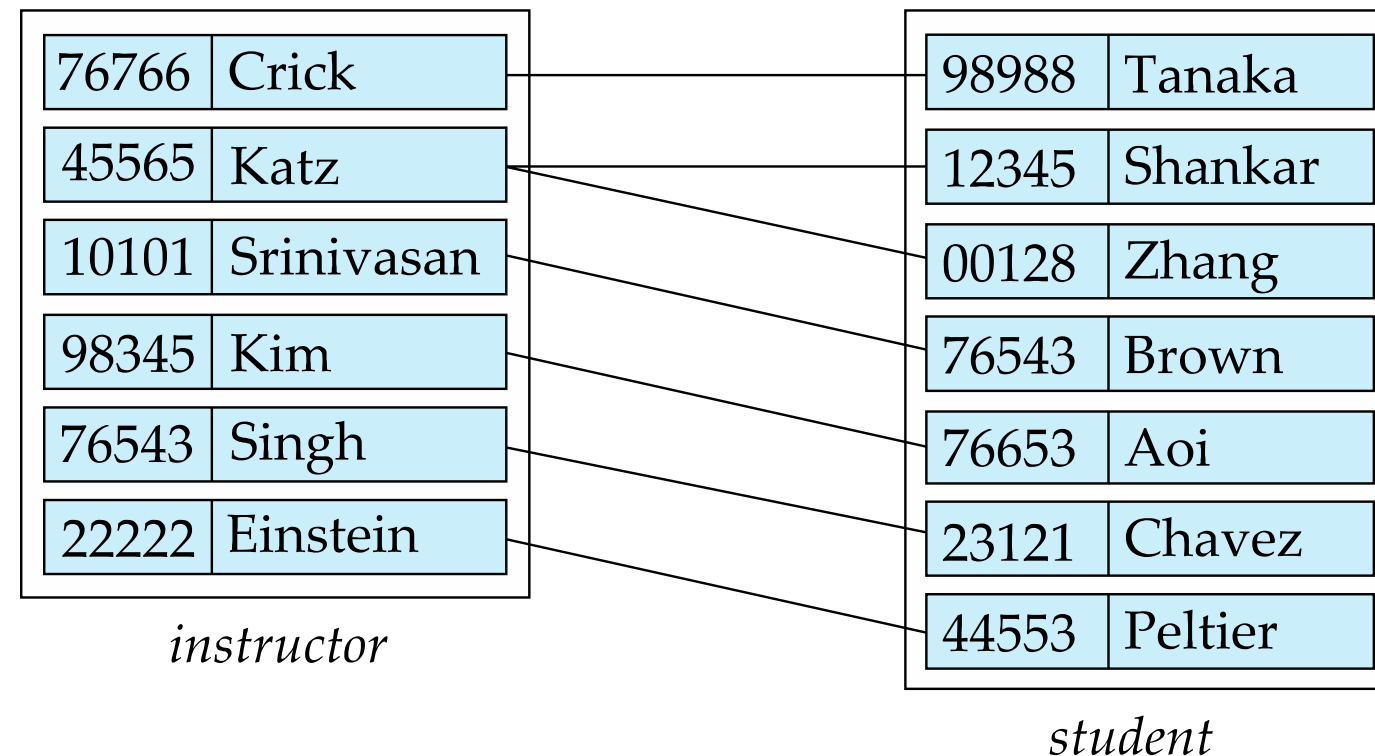 76766 Crick
45565 Katz
10101 Srinivasan
98345 Kim
76543 Singh
22222 Einstein
instructor
98988 Tanaka
12345 Shankar
00128 Zhang
76543 Brown
76653 Aoi
23121 Chavez
44553 Peltier
student